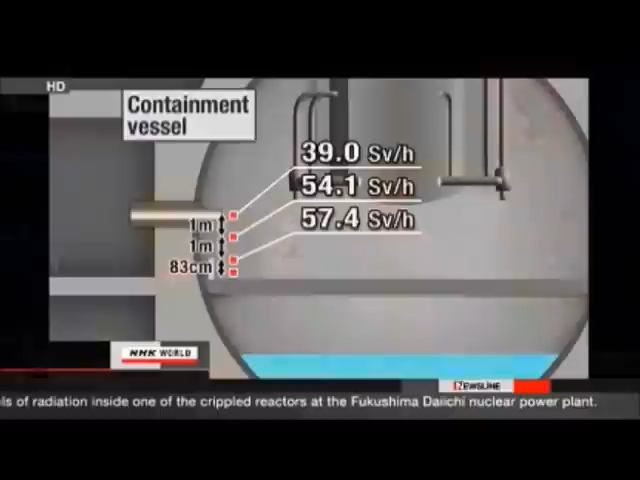 HD
Containment
vessel
39.0 Sv/h
54.1 Sv/h
57.4 Sv/h
1m
1m
83cm
NHK WORLD
NEWSLINE
ls of radiation inside one of the crippled reactors at the Fukushima Daiichi nuclear power plant.